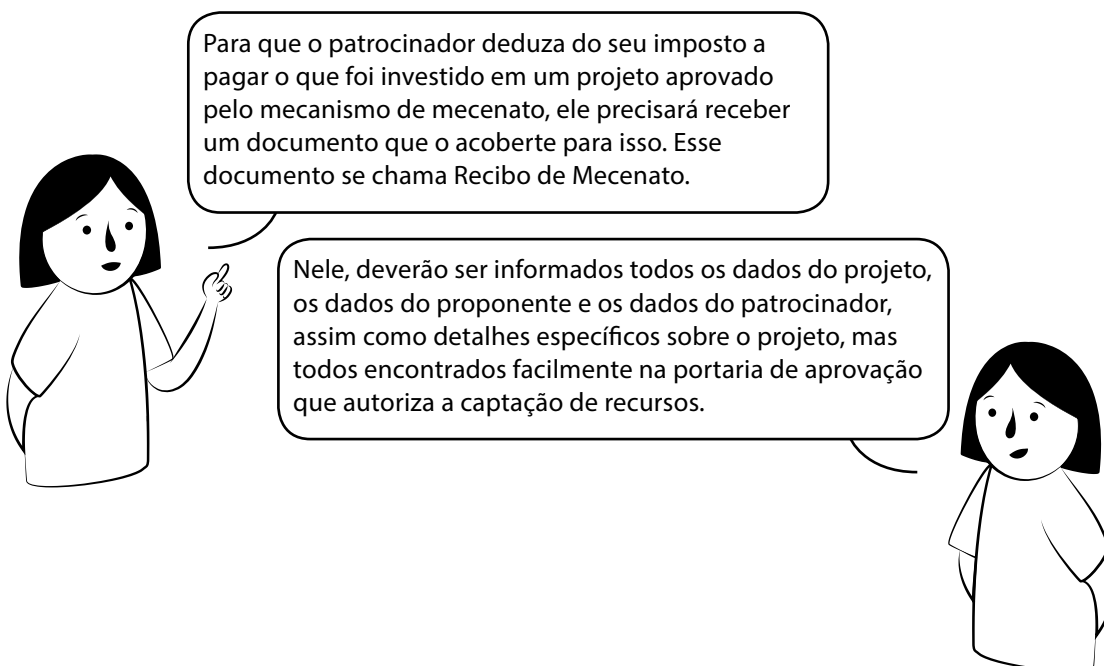 Para que o patrocinador deduza do seu imposto a
pagar o que foi investido em um projeto aprovado
pelo mecanismo de mecenato, ele precisará receber
um documento que o acoberte para isso. Esse
documento se chama Recibo de Mecenato.
Nele, deverão ser informados todos os dados do projeto,
os dados do proponente e os dados do patrocinador,
assim como detalhes específicos sobre o projeto, mas
todos encontrados facilmente na portaria de aprovação
que autoriza a captação de recursos.